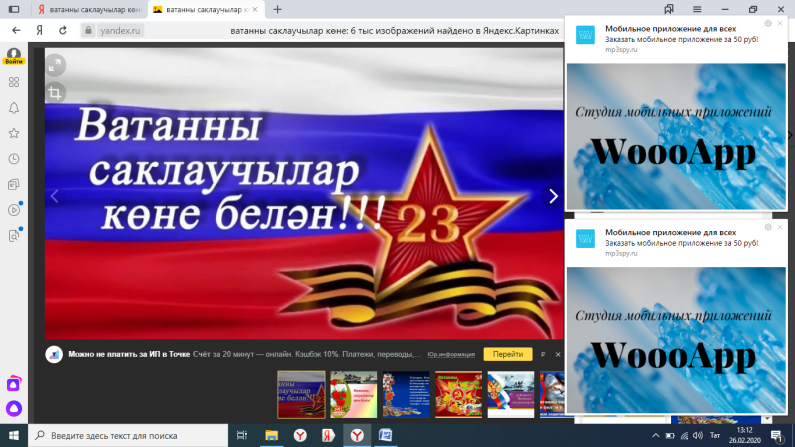 ватанны саклаучылар көне
ватанны саклаучылар к
yandex.ru
ватанны саклаучылар көне: 6 тыс изображений найдено в Яндекс.Картинках
Войти
Ватанны
саклаучылар
көне белән!!!
23
Мобильное приложение для всех
Заказать мобильное приложение за 50 руб!
mp3spy.ru
Студия мобильных приложений
WoooApp
Мобильное приложение для всех
Заказать мобильное приложение за 50 руб!
mp3spy.ru
Студия мобильных приложений
WoooApp
Можно не платить за ИП в Точке Счёт за 20 минут — онлайн. Кэшбэк 10%. Платежи, переводы,...
Юр.информация
Перейти
Введите здесь текст для поиска
Тат
13:12
26.02.2020